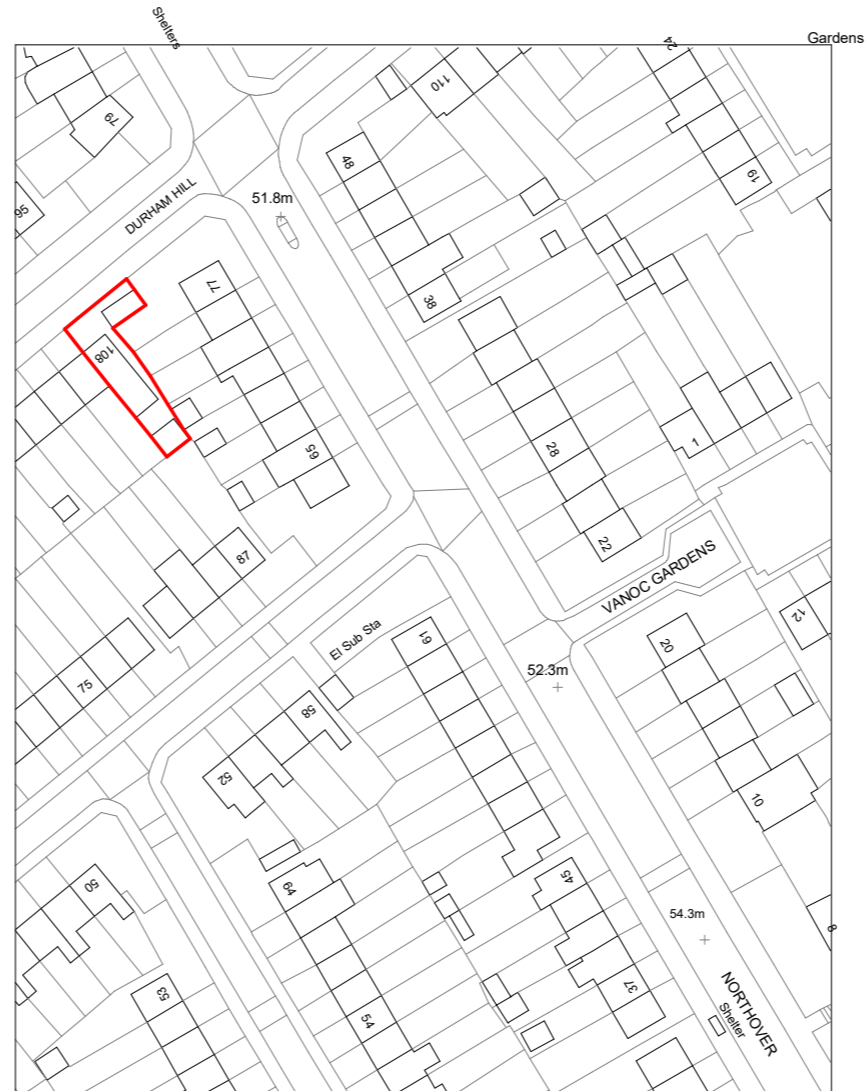 Shelters
Gardens
24
79
110
48
95
DURHAM HILL
51.8m
19
77
38
108
65
28
1
22
87
VANOC GARDENS
El Sub Sta
61
20
12
52.3m
75
58
52
10
50
64
45
54.3m
8
53
37
54
NORTHOVER
Shelter